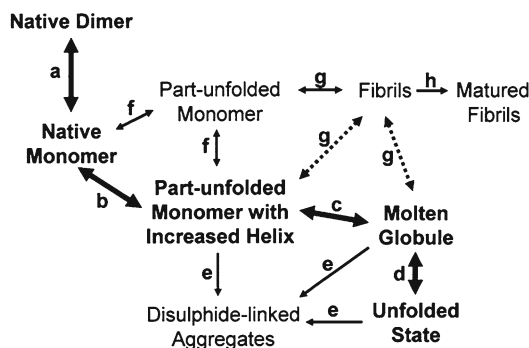 Native Dimer
a
Part-unfolded
Monomer
g
Fibrils
h
Matured
Fibrils
f
Native
Monomer
f
g
g
b
Part-unfolded
Monomer with
Increased Helix
c
Molten
Globule
e
e
d
Disulphide-linked
Aggregates
e
Unfolded
State